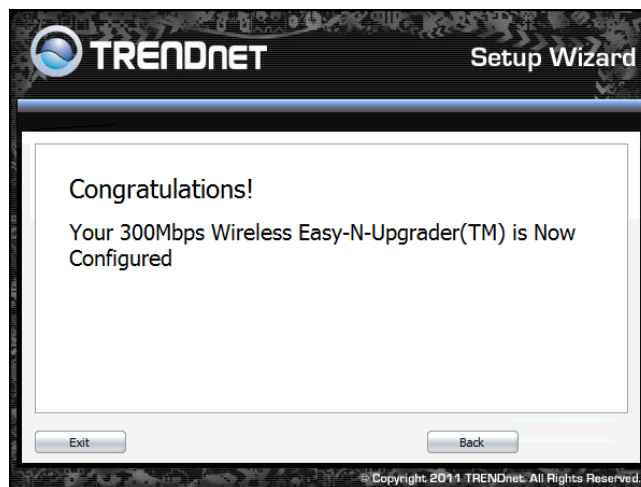 TRENDNET
Setup Wizard
Congratulations!
Your 300Mbps Wireless Easy-N-Upgrader(TM) is Now
Configured
Exit
Back
© Copyright 2011 TRENDnet. All Rights Reserved.